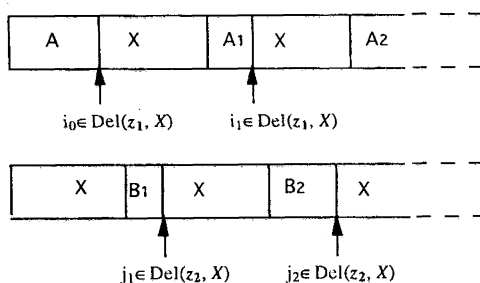 A X A1 X A2
i₀∈Del(z₁, X) i₁∈Del(z₁, X)
X B1 X B2 X
j₁∈Del(z₂, X) j₂∈Del(z₂, X)